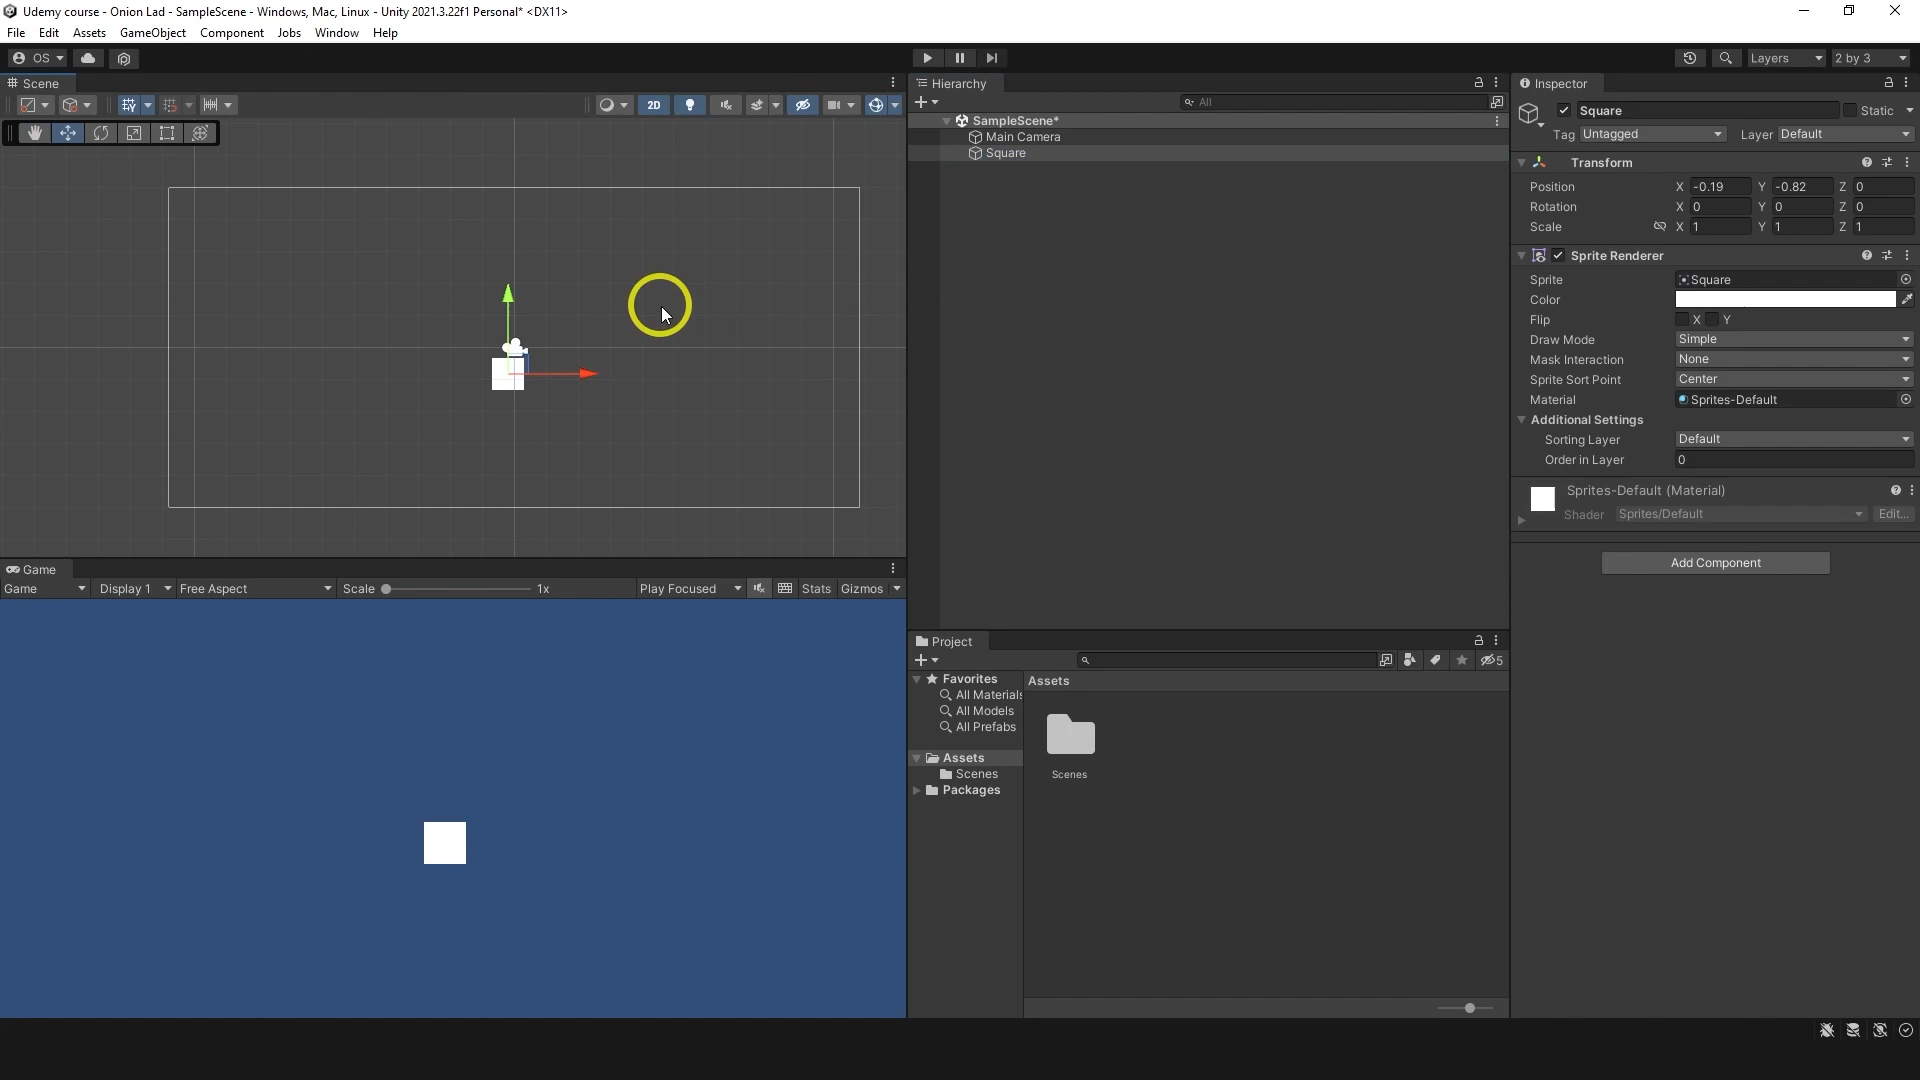 Udemy course - Onion Lad - SampleScene - Windows, Mac, Linux - Unity 2021.3.22f1 Personal* <DX11>
File Edit Assets GameObject Component Jobs Window Help
OS Layers 2 by 3
Scene
2D
Hierarchy
All
SampleScene*
Main Camera
Square
Inspector
Square Static
Tag Untagged Layer Default
Transform
Position X -0.19 Y -0.82 Z 0
Rotation X 0 Y 0 Z 0
Scale X 1 Y 1 Z 1
Sprite Renderer
Sprite Square
Color
Flip X Y
Draw Mode Simple
Mask Interaction None
Sprite Sort Point Center
Material Sprites-Default
Additional Settings
Sorting Layer Default
Order in Layer 0
Sprites-Default (Material)
Shader Sprites/Default Edit...
Add Component
Game
Game Display 1 Free Aspect Scale 1x Play Focused Stats Gizmos
Project
5
Favorites
All Materials
All Models
All Prefabs
Assets
Scenes
Packages
Assets
Scenes